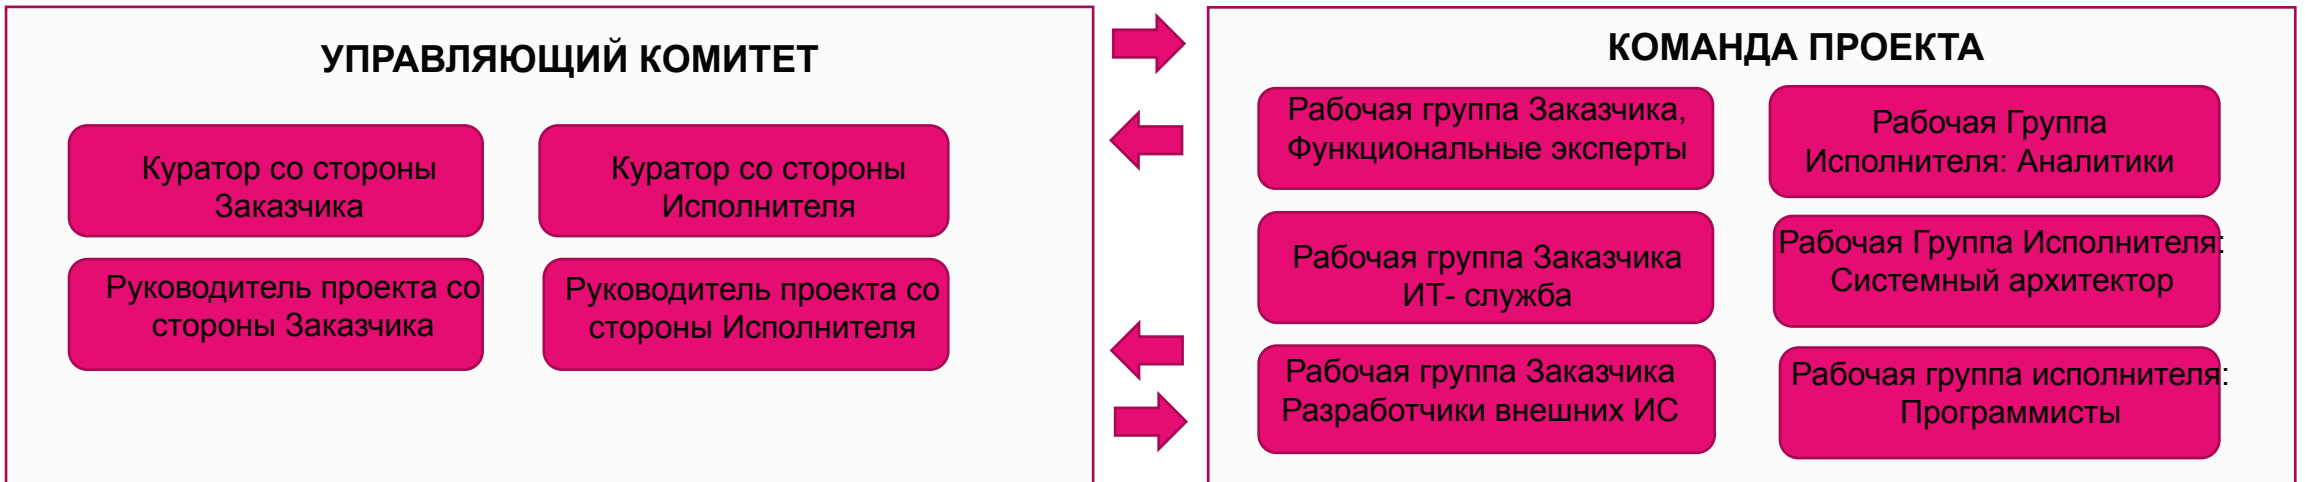 УПРАВЛЯЮЩИЙ КОМИТЕТ
Куратор со стороны
Заказчика
Куратор со стороны
Исполнителя
Руководитель проекта со
стороны Заказчика
Руководитель проекта со
стороны Исполнителя
КОМАНДА ПРОЕКТА
Рабочая группа Заказчика,
Функциональные эксперты
Рабочая Группа
Исполнителя: Аналитики
Рабочая группа Заказчика
ИТ- служба
Рабочая Группа Исполнителя:
Системный архитектор
Рабочая группа Заказчика
Разработчики внешних ИС
Рабочая группа исполнителя:
Программисты